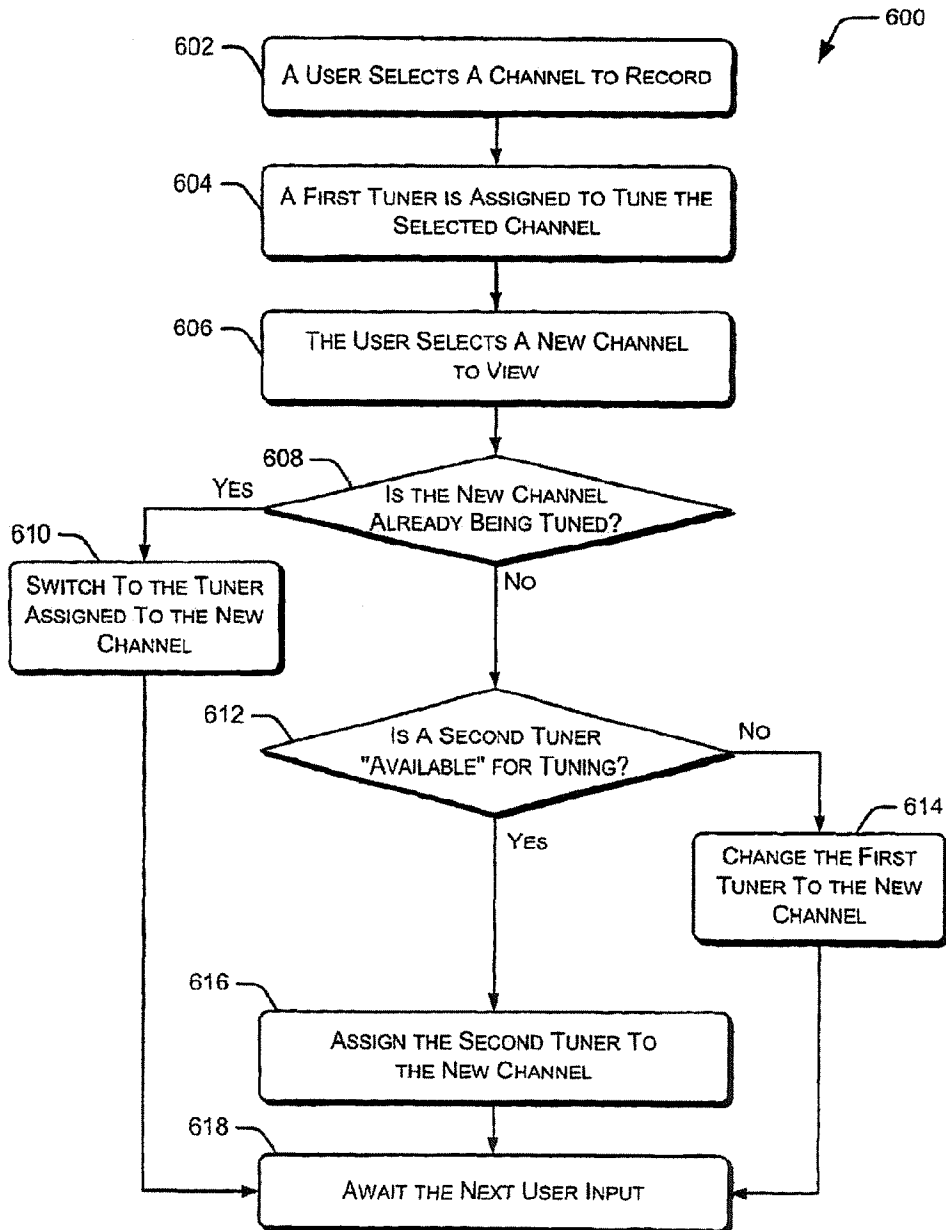 600
602
A USER SELECTS A CHANNEL TO RECORD
604
A FIRST TUNER IS ASSIGNED TO TUNE THE
SELECTED CHANNEL
606
THE USER SELECTS A NEW CHANNEL
TO VIEW
608
YES
IS THE NEW CHANNEL
ALREADY BEING TUNED?
610
NO
SWITCH TO THE TUNER
ASSIGNED TO THE NEW
CHANNEL
612
NO
IS A SECOND TUNER
"AVAILABLE" FOR TUNING?
614
YES
CHANGE THE FIRST
TUNER TO THE NEW
CHANNEL
616
ASSIGN THE SECOND TUNER TO
THE NEW CHANNEL
618
AWAIT THE NEXT USER INPUT